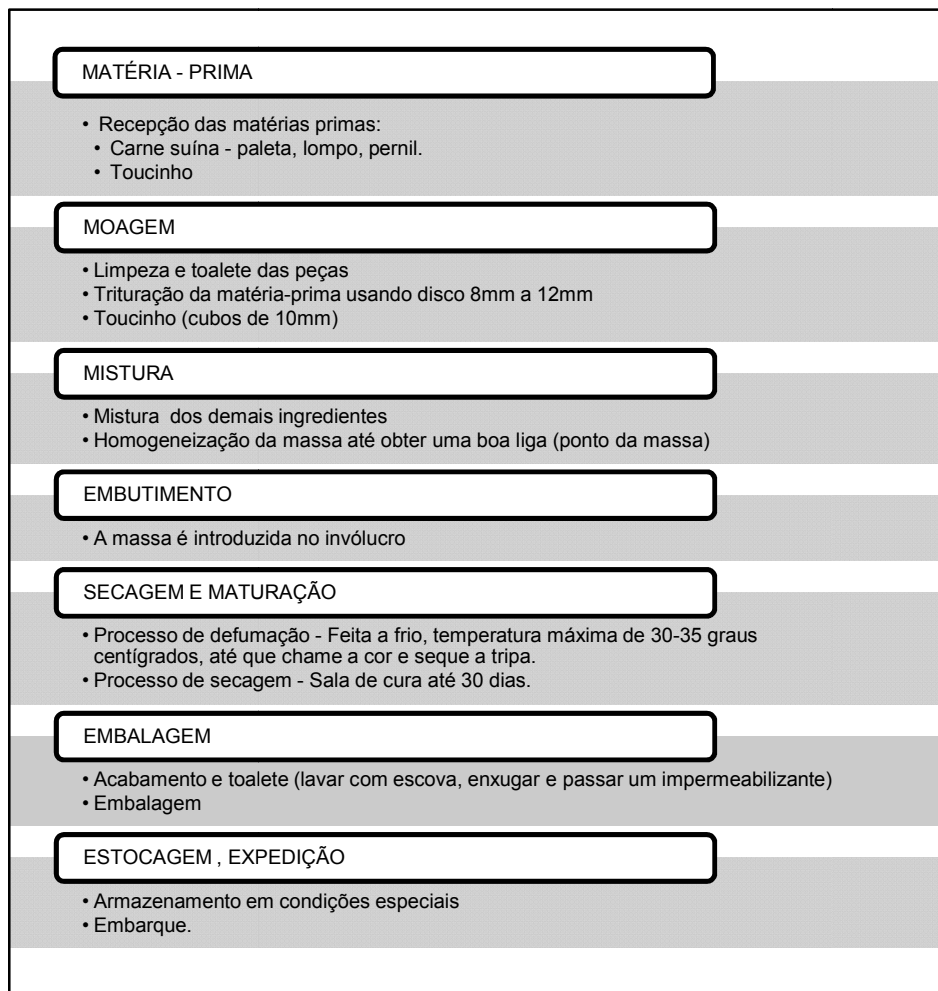 MATÉRIA - PRIMA
• Recepção das matérias primas:
• Carne suína - paleta, lompo, pernil.
• Toucinho
MOAGEM
• Limpeza e toalete das peças
• Trituração da matéria-prima usando disco 8mm a 12mm
• Toucinho (cubos de 10mm)
MISTURA
• Mistura dos demais ingredientes
• Homogeneização da massa até obter uma boa liga (ponto da massa)
EMBUTIMENTO
• A massa é introduzida no invólucro
SECAGEM E MATURAÇÃO
• Processo de defumação - Feita a frio, temperatura máxima de 30-35 graus
centígrados, até que chame a cor e seque a tripa.
• Processo de secagem - Sala de cura até 30 dias.
EMBALAGEM
• Acabamento e toalete (lavar com escova, enxugar e passar um impermeabilizante)
• Embalagem
ESTOCAGEM , EXPEDIÇÃO
• Armazenamento em condições especiais
• Embarque.